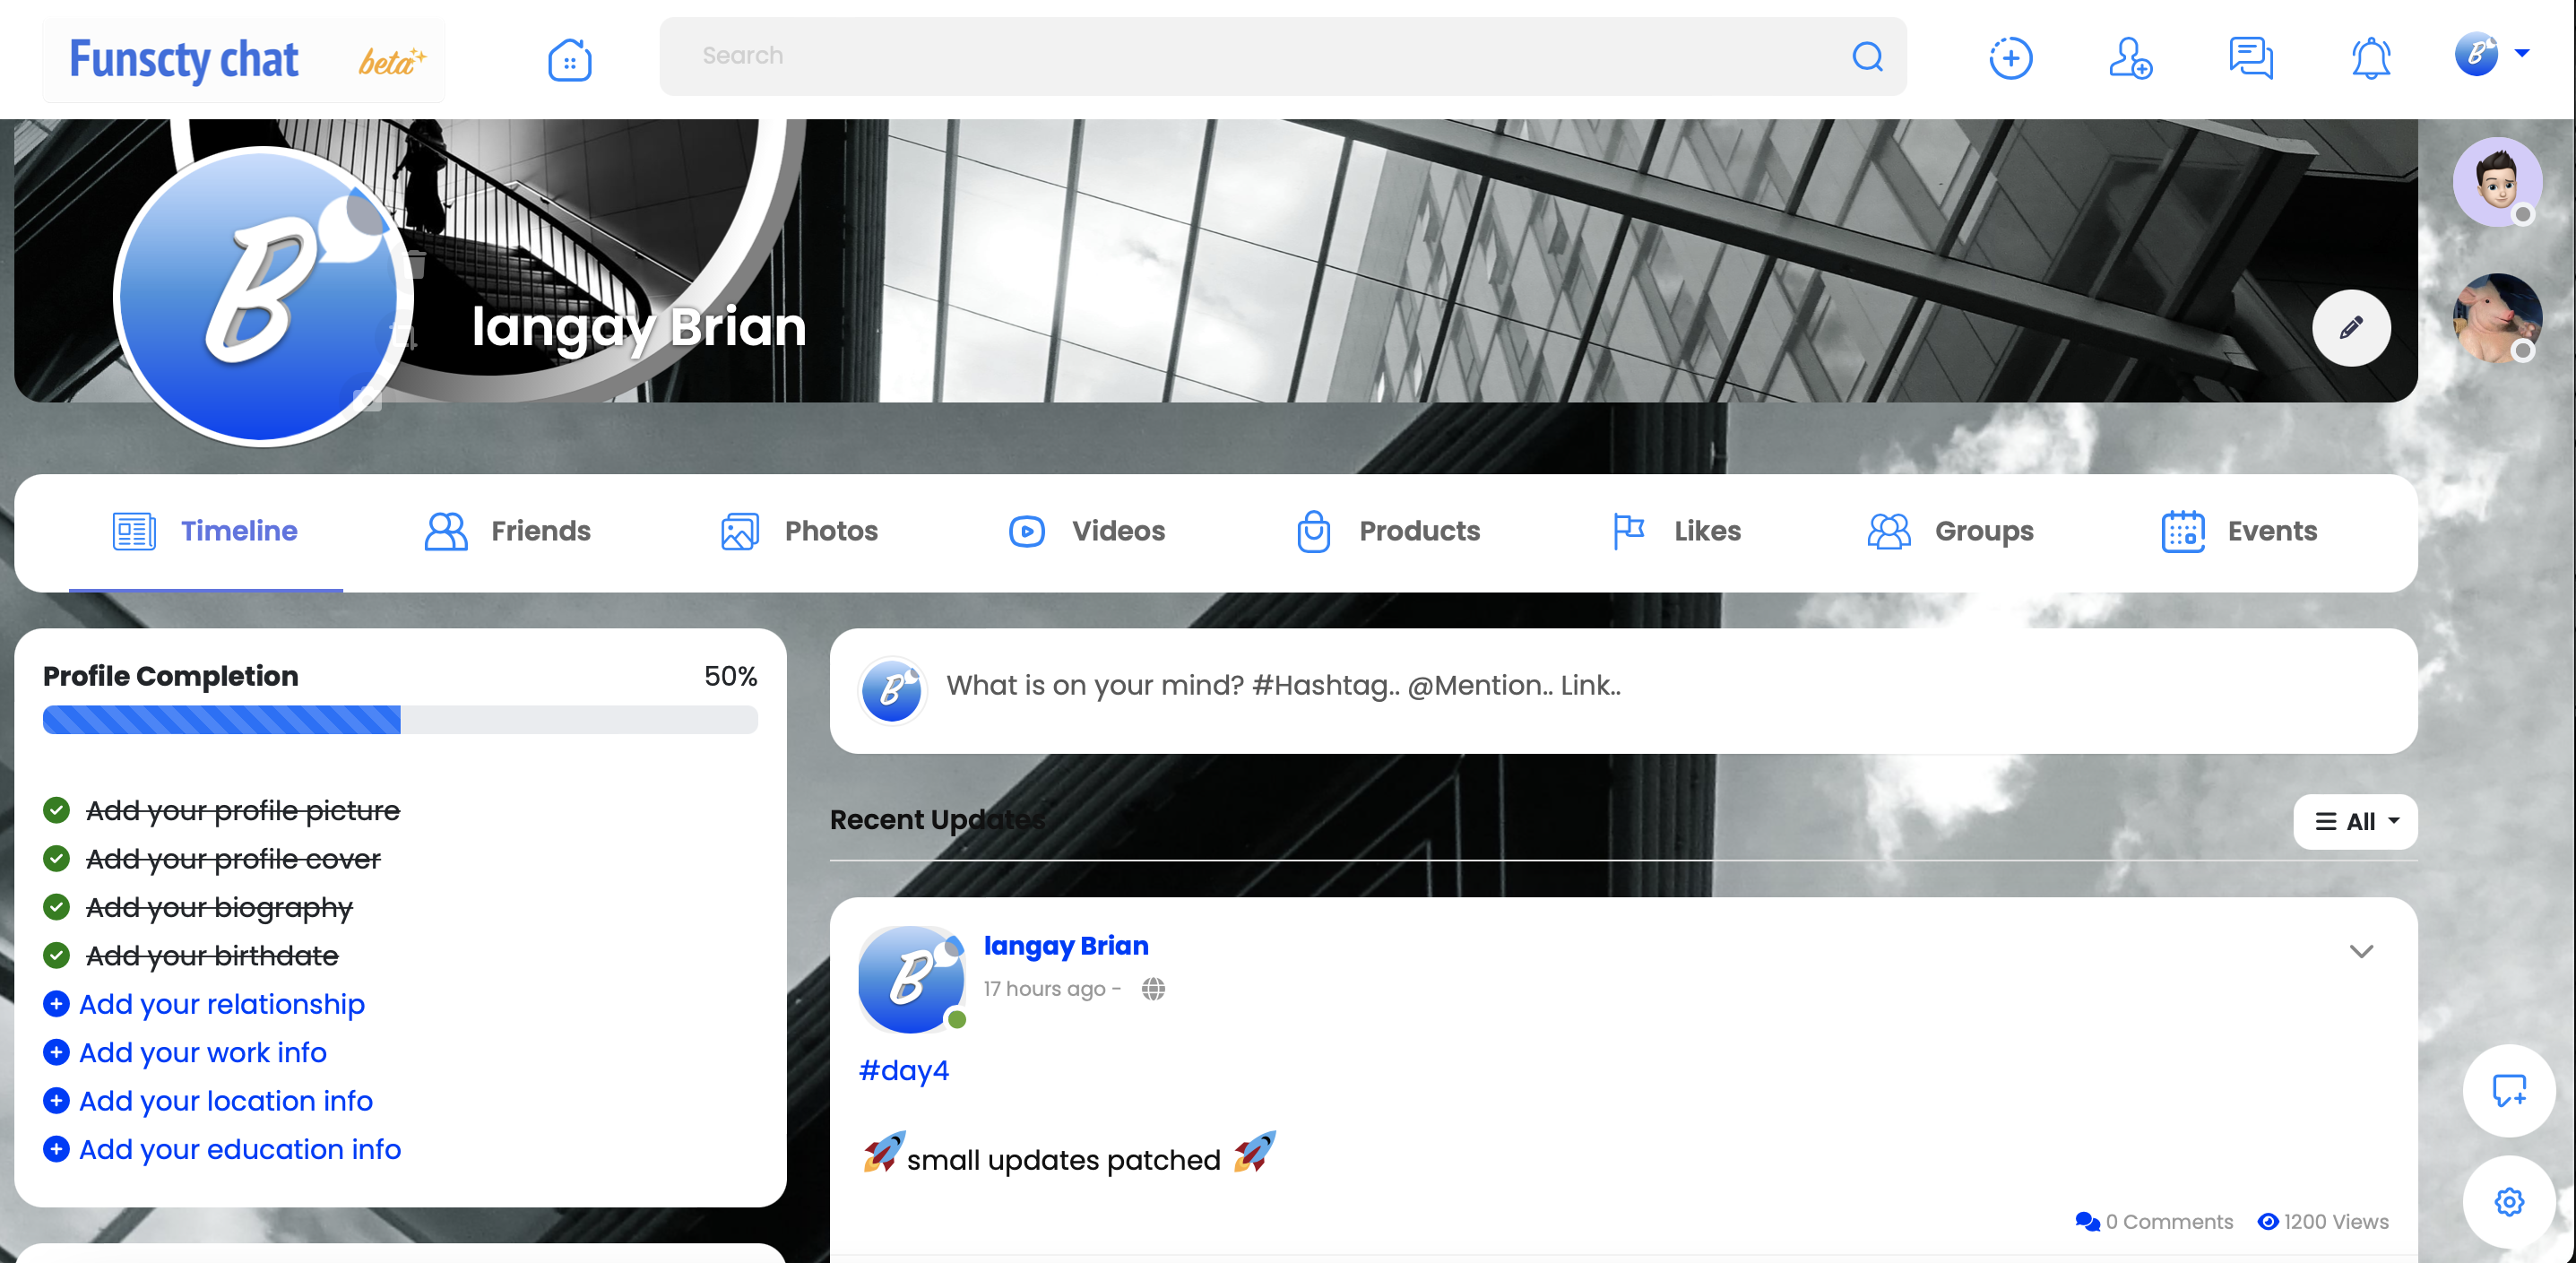 Funscty chat beta
Search
langay Brian
Timeline Friends Photos Videos Products Likes Groups Events
Profile Completion 50%
Add your profile picture
Add your profile cover
Add your biography
Add your birthdate
Add your relationship
Add your work info
Add your location info
Add your education info
What is on your mind? #Hashtag.. @Mention.. Link..
Recent Updates
All
langay Brian
17 hours ago -
#day4
🚀small updates patched 🚀
0 Comments 1200 Views